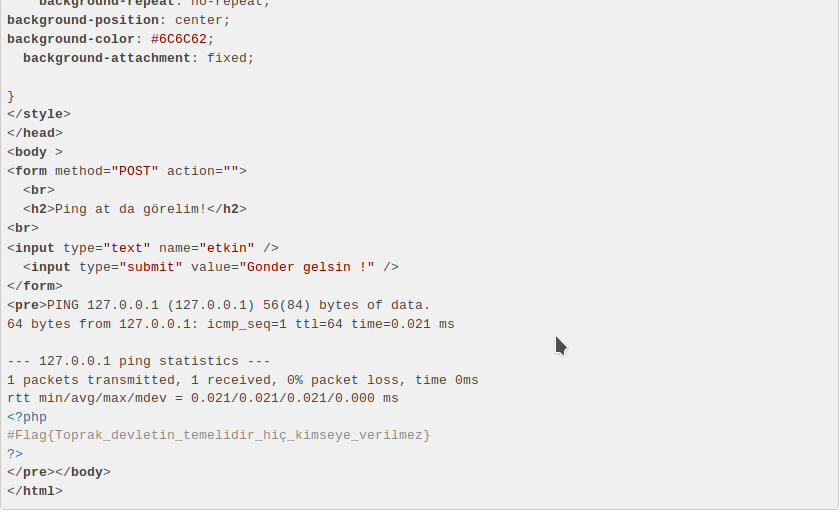 background-repeat: no-repeat;
background-position: center;
background-color: #6C6C62;
background-attachment: fixed;
}
</style>
</head>
<body >
<form method="POST" action="">
<br>
<h2>Ping at da görelim!</h2>
<br>
<input type="text" name="etkin" />
<input type="submit" value="Gonder gelsin !" />
</form>
<pre>PING 127.0.0.1 (127.0.0.1) 56(84) bytes of data.
64 bytes from 127.0.0.1: icmp_seq=1 ttl=64 time=0.021 ms
--- 127.0.0.1 ping statistics ---
1 packets transmitted, 1 received, 0% packet loss, time 0ms
rtt min/avg/max/mdev = 0.021/0.021/0.021/0.000 ms
<?php
#Flag{Toprak_devletin_temelidir_hiç_kimseye_verilmez}
?>
</pre></body>
</html>